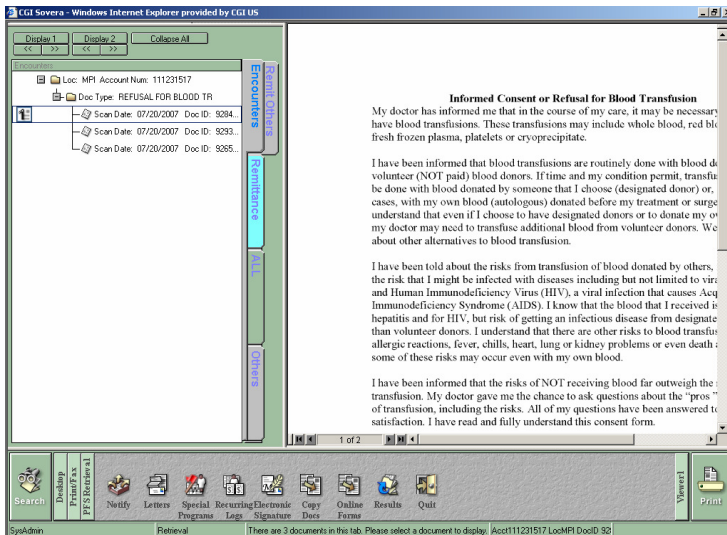 CGI Sovera - Windows Internet Explorer provided by CGI US
Display 1 Display 2 Collapse All
<< >> << >>
Encounters
Loc: MPI Account Num: 111231517
Doc Type: REFUSAL FOR BLOOD TR
Scan Date: 07/20/2007 Doc ID: 9284...
Scan Date: 07/20/2007 Doc ID: 9293...
Scan Date: 07/20/2007 Doc ID: 9265...
Encounters
Remit Others
Remittance
ALL
Others
Informed Consent or Refusal for Blood Transfusion
My doctor has informed me that in the course of my care, it may be necessary
have blood transfusions. These transfusions may include whole blood, red blo
fresh frozen plasma, platelets or cryoprecipitate.
I have been informed that blood transfusions are routinely done with blood do
volunteer (NOT paid) blood donors. If time and my condition permit, transfu
be done with blood donated by someone that I choose (designated donor) or,
cases, with my own blood (autologous) donated before my treatment or surge
understand that even if I choose to have designated donors or to donate my ov
my doctor may need to transfuse additional blood from volunteer donors. We
about other alternatives to blood transfusion.
I have been told about the risks from transfusion of blood donated by others,
the risk that I might be infected with diseases including but not limited to vira
and Human Immunodeficiency Virus (HIV), a viral infection that causes Acq
Immunodeficiency Syndrome (AIDS). I know that the blood that I received is
hepatitis and for HIV, but risk of getting an infectious disease from designate
than volunteer donors. I understand that there are other risks to blood transfus
allergic reactions, fever, chills, heart, lung or kidney problems or even death
some of these risks may occur even with my own blood.
I have been informed that the risks of NOT receiving blood far outweigh the
transfusion. My doctor gave me the chance to ask questions about the “pros ”
of transfusion, including the risks. All of my questions have been answered to
satisfaction. I have read and fully understand this consent form.
1 of 2
Search
Desktop
Print/Fax
PFS Retrieval
Notify Letters Special Programs Recurring Logs Electronic Signature Copy Docs Online Forms Results Quit
Viewer1
Print
SysAdmin Retrieval There are 3 documents in this tab. Please select a document to display. Acct111231517 LocMPI DocID 92